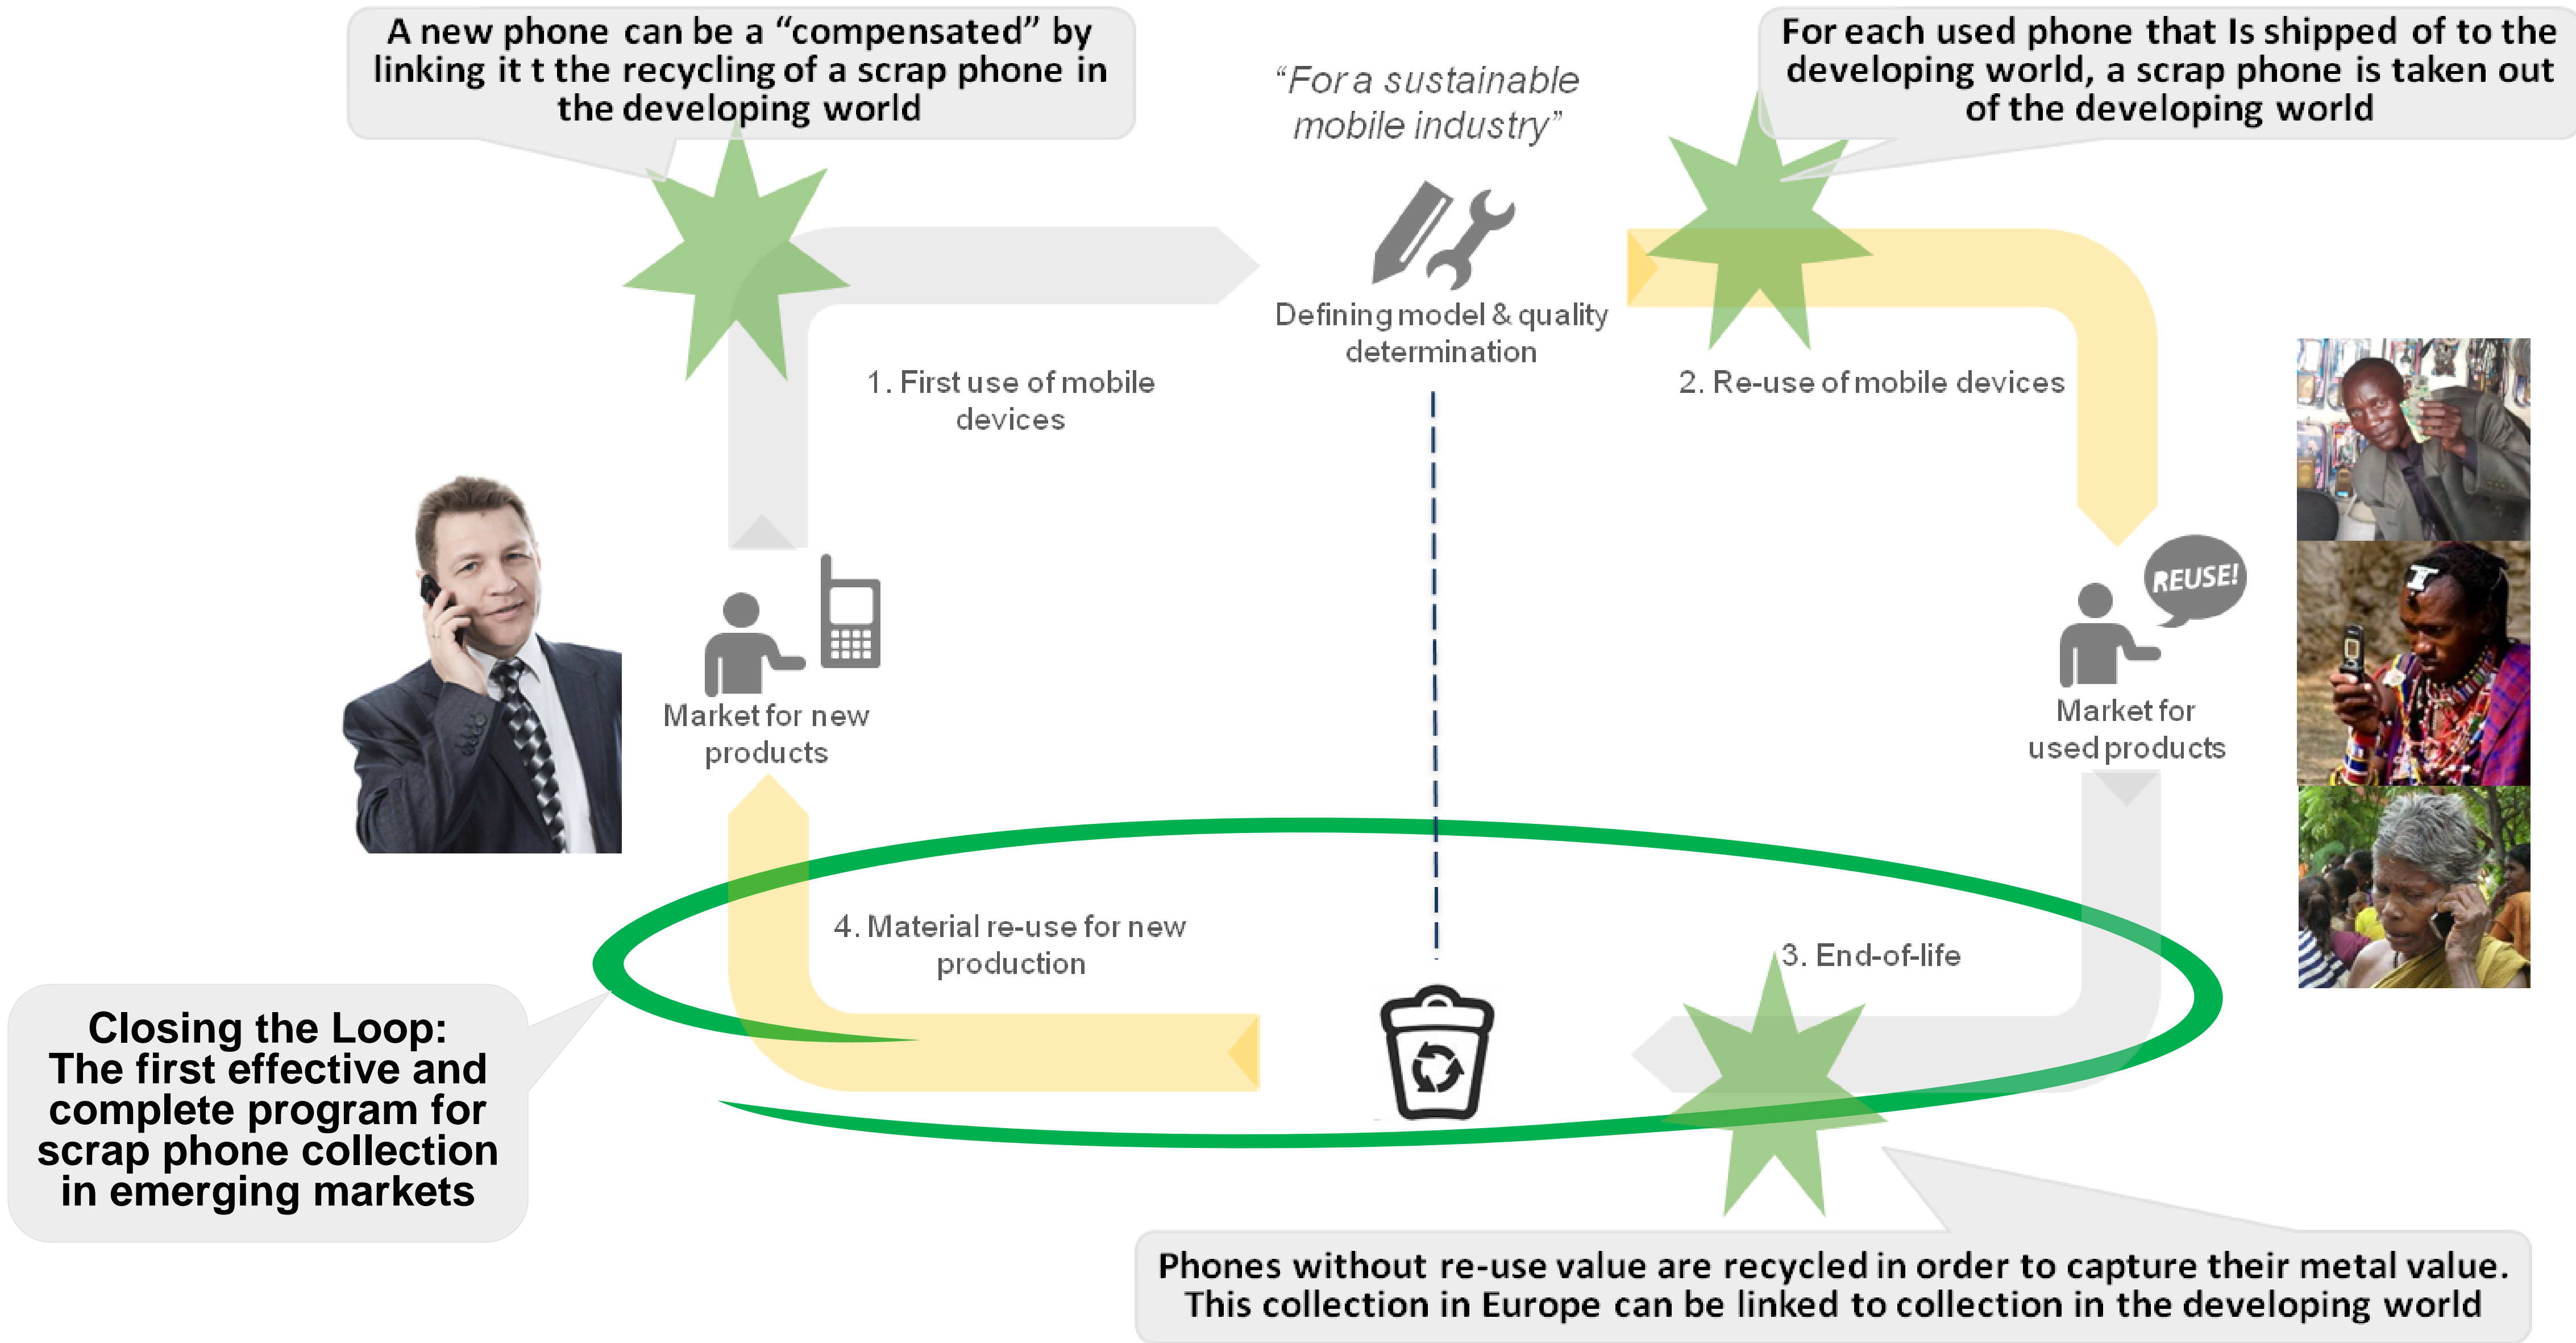 A new phone can be a “compensated” by
linking it t the recycling of a scrap phone in
the developing world
“For a sustainable
mobile industry”
For each used phone that Is shipped of to the
developing world, a scrap phone is taken out
of the developing world
Defining model & quality
determination
1. First use of mobile
devices
2. Re-use of mobile devices
REUSE!
Market for new
products
Market for
used products
4. Material re-use for new
production
3. End-of-life
Closing the Loop:
The first effective and
complete program for
scrap phone collection
in emerging markets
Phones without re-use value are recycled in order to capture their metal value.
This collection in Europe can be linked to collection in the developing world